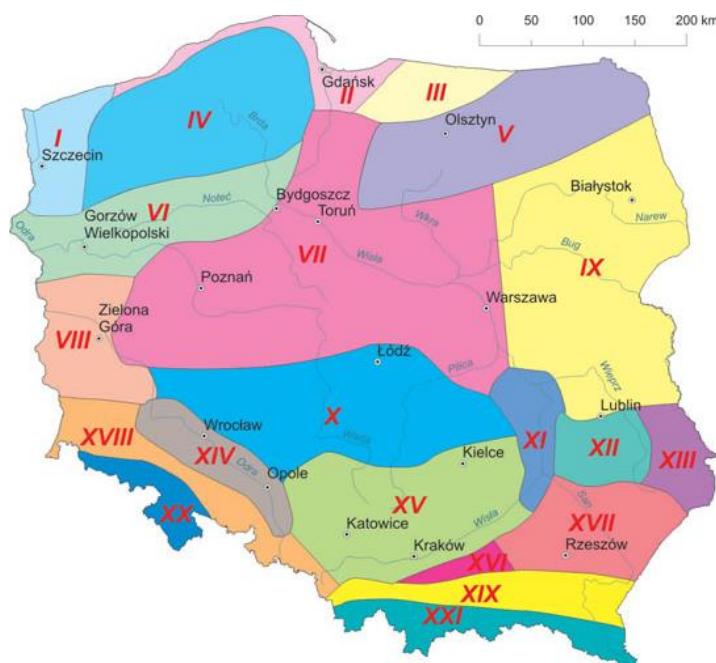 0 50 100 150 200 km
Gdańsk
II
III
I
IV
Brda
Olsztyn
V
Szczecin
VI
Noteć
Bydgoszcz
Toruń
Białystok
Narew
Odra
Gorzów
Wielkopolski
VII
Wkra
Wisła
Bug
IX
Poznań
Warszawa
VIII
Zielona
Góra
Łódź
Pilica
Wieprz
Lublin
X
XVIII
Wrocław
XIV
Odra
Warta
Kielce
XI
XII
XIII
Opole
XX
XV
Katowice
Wisła
Kraków
San
XVII
Rzeszów
XVI
XIX
XXI